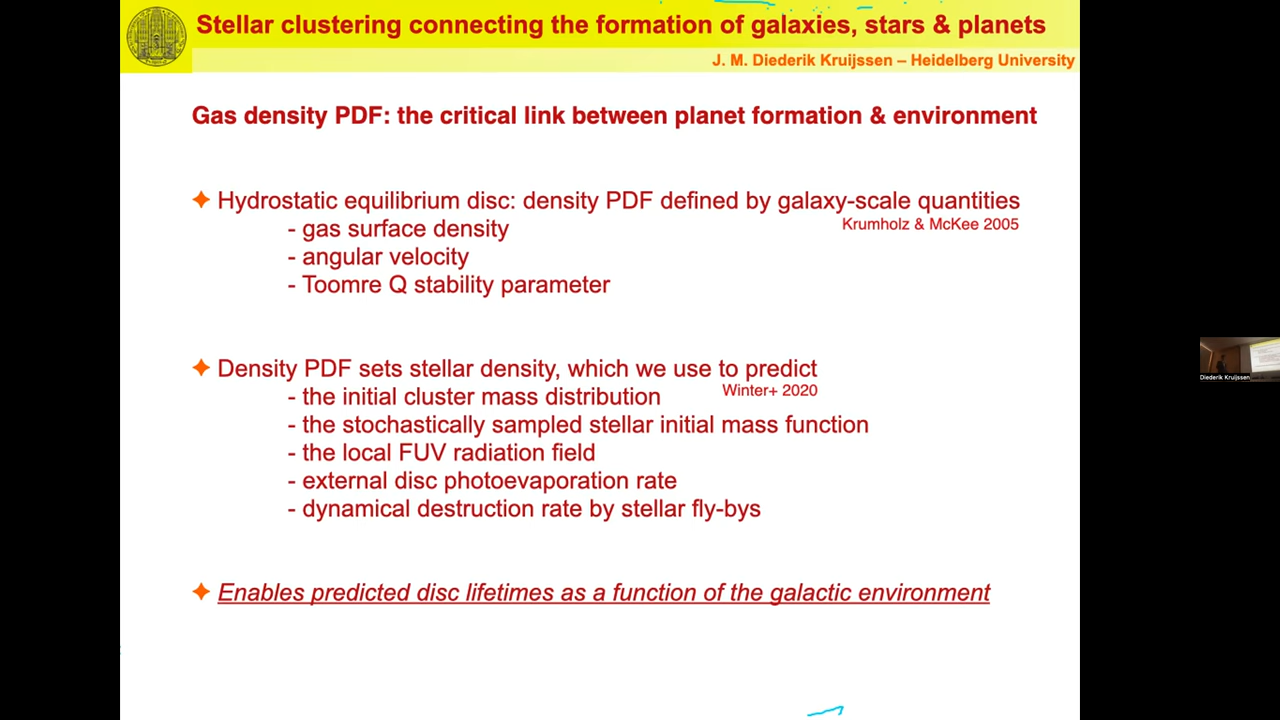 Stellar clustering connecting the formation of galaxies, stars & planets
J. M. Diederik Kruijssen – Heidelberg University
Gas density PDF: the critical link between planet formation & environment
Hydrostatic equilibrium disc: density PDF defined by galaxy-scale quantities
Krumholz & McKee 2005
- gas surface density
- angular velocity
- Toomre Q stability parameter
Density PDF sets stellar density, which we use to predict
Winter+ 2020
- the initial cluster mass distribution
- the stochastically sampled stellar initial mass function
- the local FUV radiation field
- external disc photoevaporation rate
- dynamical destruction rate by stellar fly-bys
Enables predicted disc lifetimes as a function of the galactic environment
Diederik Kruijssen